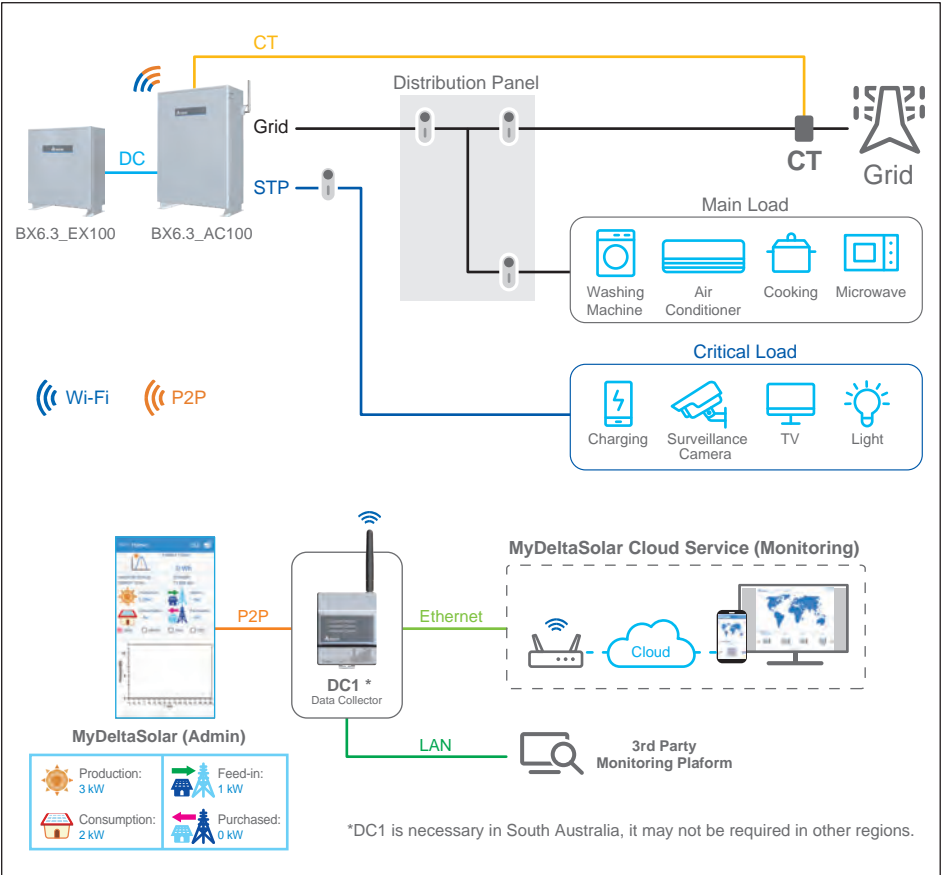 CT
Distribution Panel
Grid
DC
STP
CT
Grid
BX6.3_EX100
BX6.3_AC100
Main Load
Washing
Machine
Air
Conditioner
Cooking
Microwave
Critical Load
Wi-Fi
P2P
Charging
Surveillance
Camera
TV
Light
MyDeltaSolar Cloud Service (Monitoring)
P2P
Ethernet
Cloud
DC1 *
Data Collector
MyDeltaSolar (Admin)
LAN
3rd Party
Monitoring Plaform
Production:
3 kW
Feed-in:
1 kW
Consumption:
2 kW
Purchased:
0 kW
*DC1 is necessary in South Australia, it may not be required in other regions.